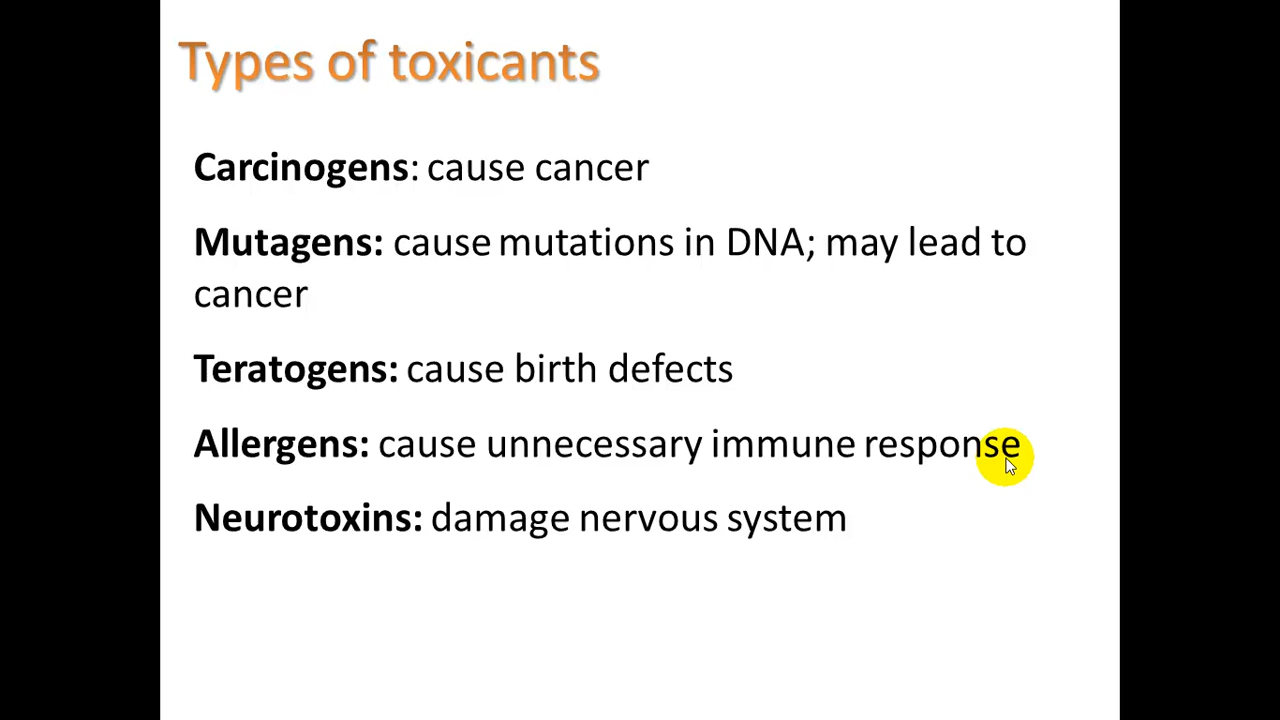 Types of toxicants
Carcinogens: cause cancer
Mutagens: cause mutations in DNA; may lead to
cancer
Teratogens: cause birth defects
Allergens: cause unnecessary immune response
Neurotoxins: damage nervous system